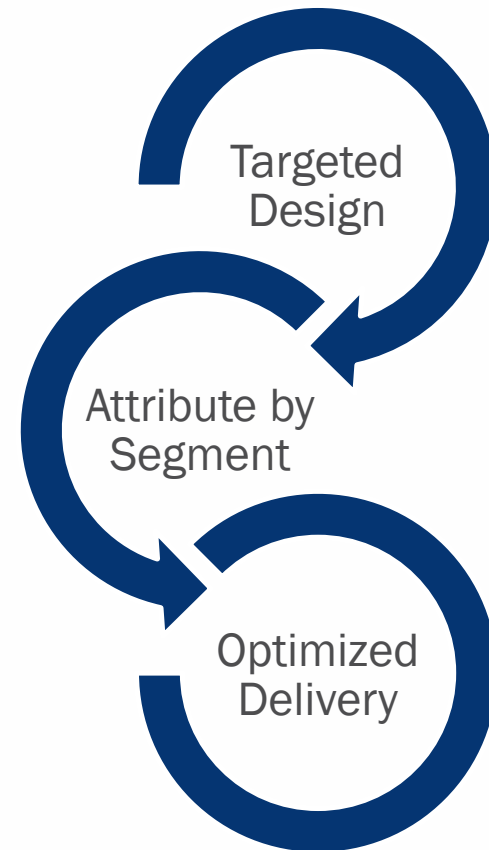 Targeted
Design
Attribute by
Segment
Optimized
Delivery